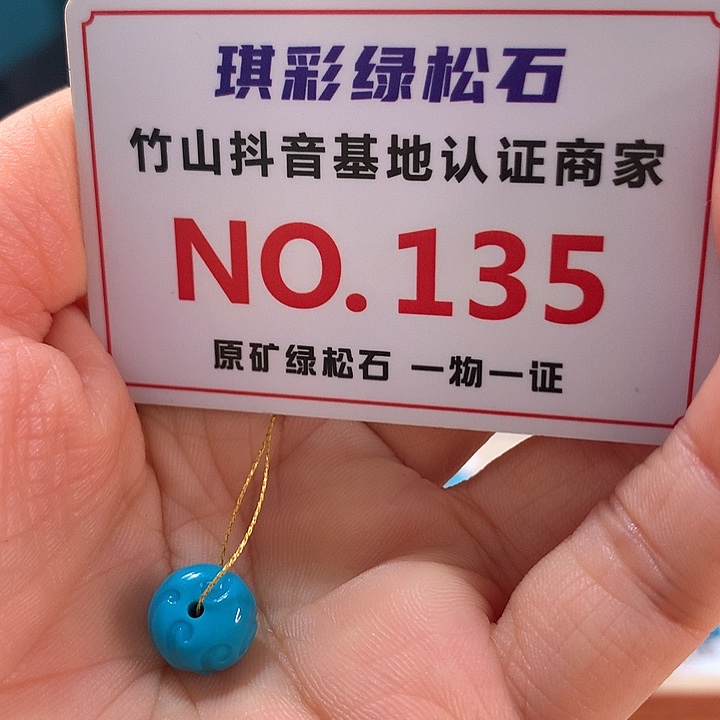 琪彩绿松石
竹山抖音基地认证商家
NO.135
原矿绿松石 一物一证